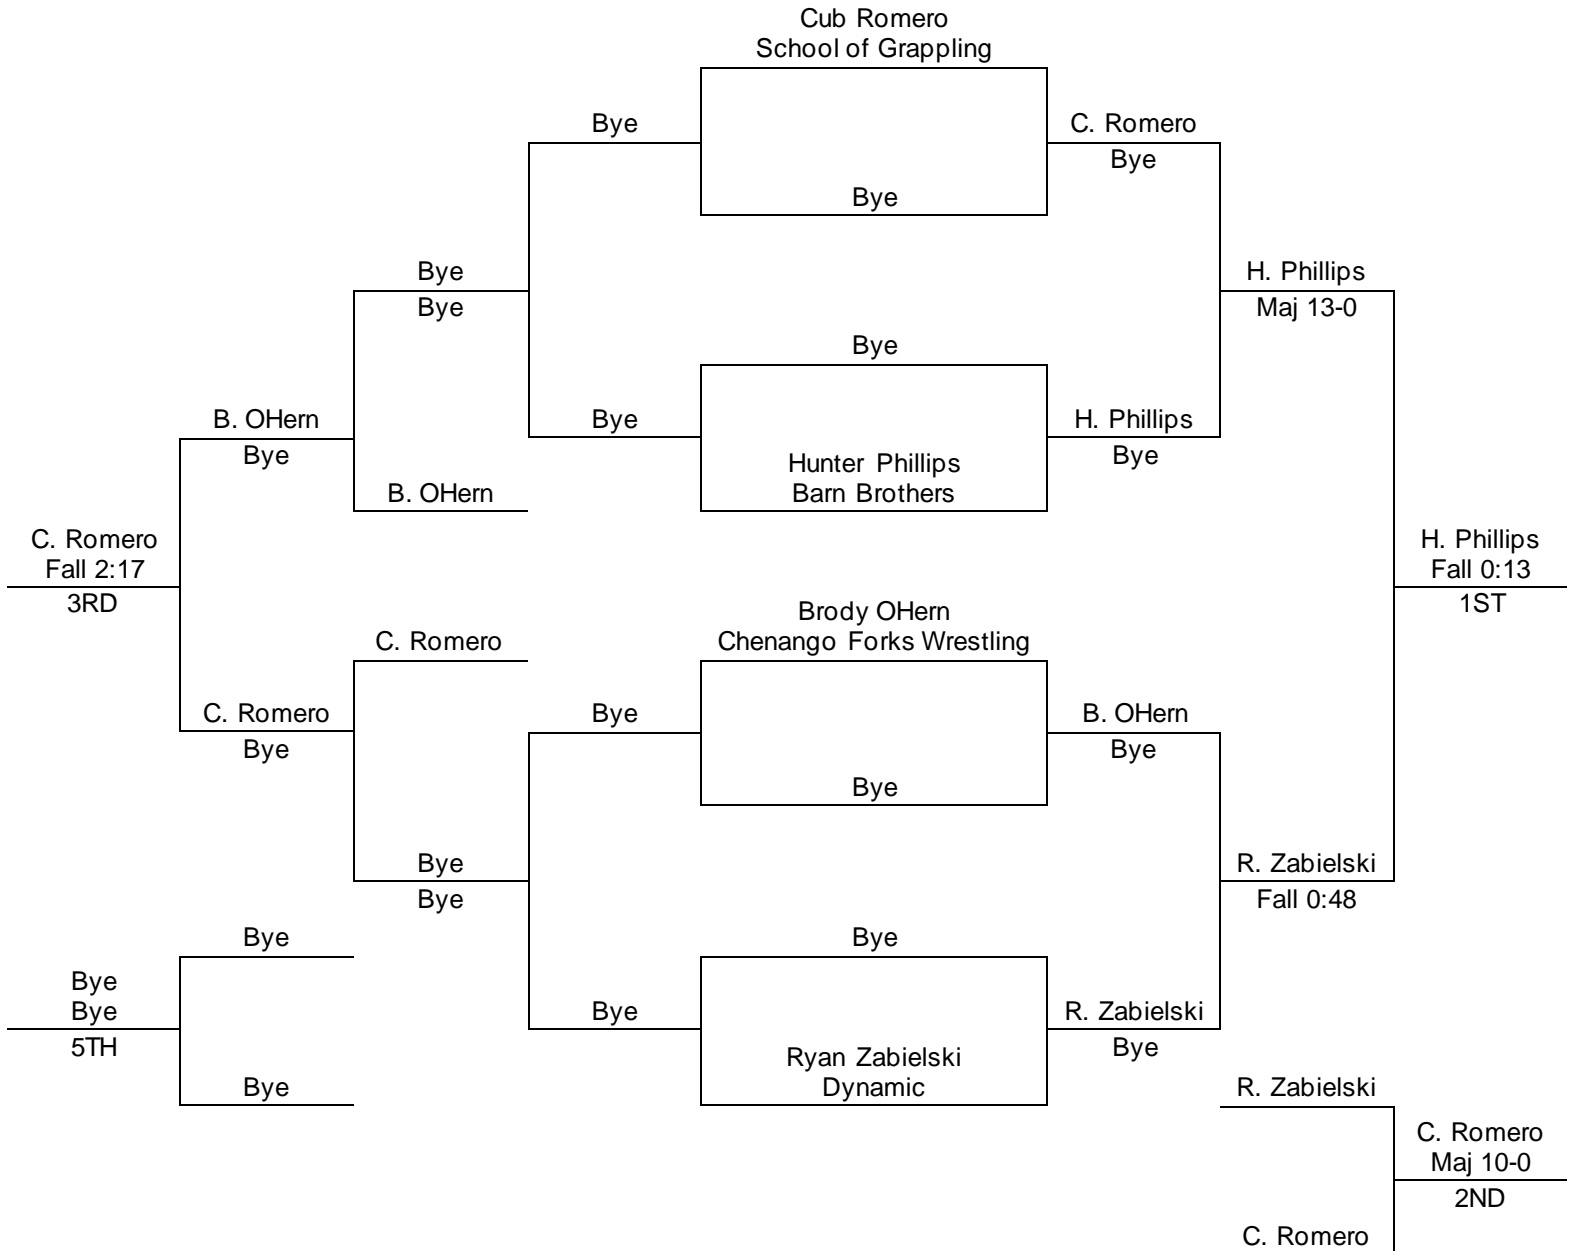 Cub Romero
School of Grappling
Bye
C. Romero
Bye
Bye
Bye
Bye
H. Phillips
Maj 13-0
Bye
B. OHern
Bye
Bye
H. Phillips
Bye
Hunter Phillips
Barn Brothers
B. OHern
C. Romero
Fall 2:17
3RD
H. Phillips
Fall 0:13
1ST
Brody OHern
Chenango Forks Wrestling
C. Romero
C. Romero
Bye
Bye
B. OHern
Bye
Bye
Bye
Bye
R. Zabielski
Fall 0:48
Bye
Bye
Bye
Bye
5TH
Bye
R. Zabielski
Bye
Ryan Zabielski
Dynamic
Bye
R. Zabielski
C. Romero
Maj 10-0
2ND
C. Romero